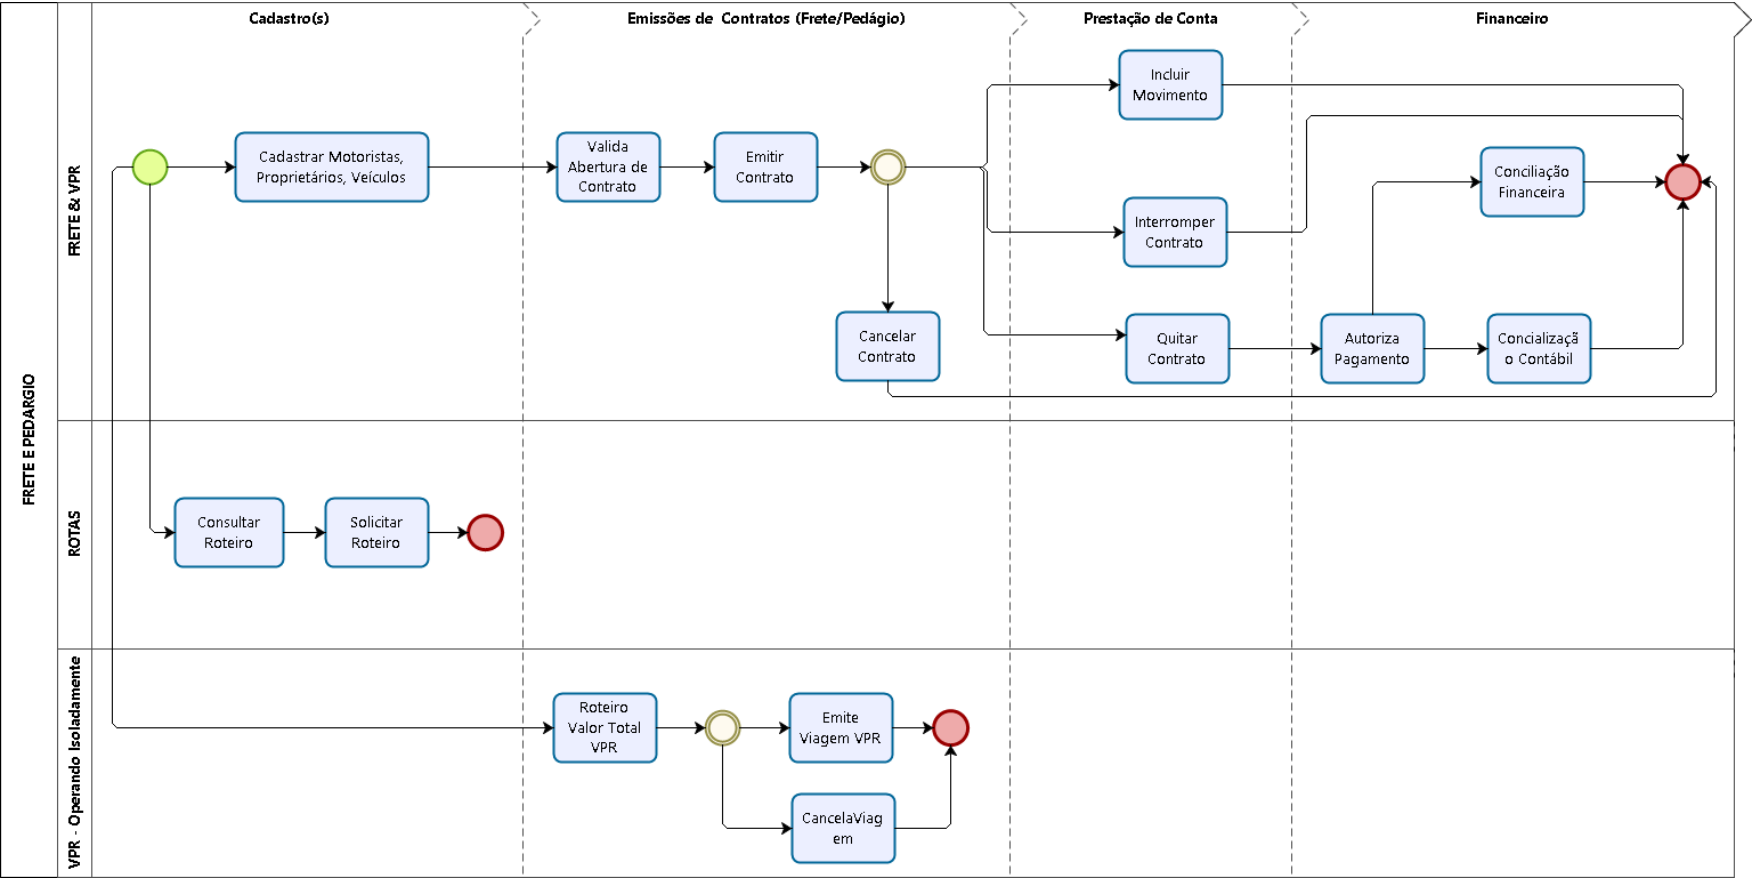 Cadastro(s)
Emissões de Contratos (Frete/Pedágio)
Prestação de Conta
Financeiro
FRETE E PEDARGIO
FRETE & VPR
Cadastrar Motoristas,
Proprietários, Veículos
Valida
Abertura de
Contrato
Emitir
Contrato
Cancelar
Contrato
Incluir
Movimento
Interromper
Contrato
Quitar
Contrato
Autoriza
Pagamento
Conciliação
Financeira
Concializaçã
o Contábil
ROTAS
Consultar
Roteiro
Solicitar
Roteiro
VPR - Operando Isoladamente
Roteiro
Valor Total
VPR
Emite
Viagem VPR
CancelaViag
em